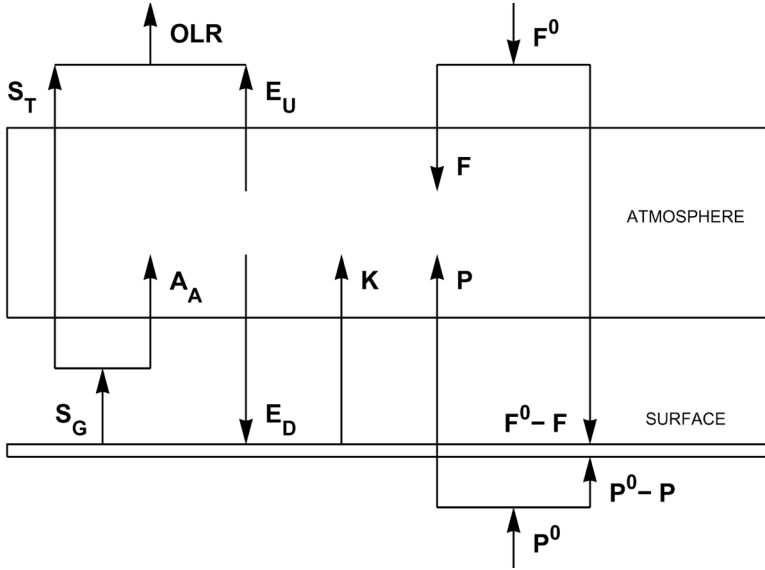 OLR
F⁰
S_T
E_U
F
ATMOSPHERE
A_A
K
P
S_G
E_D
F⁰ − F
SURFACE
P⁰ − P
P⁰